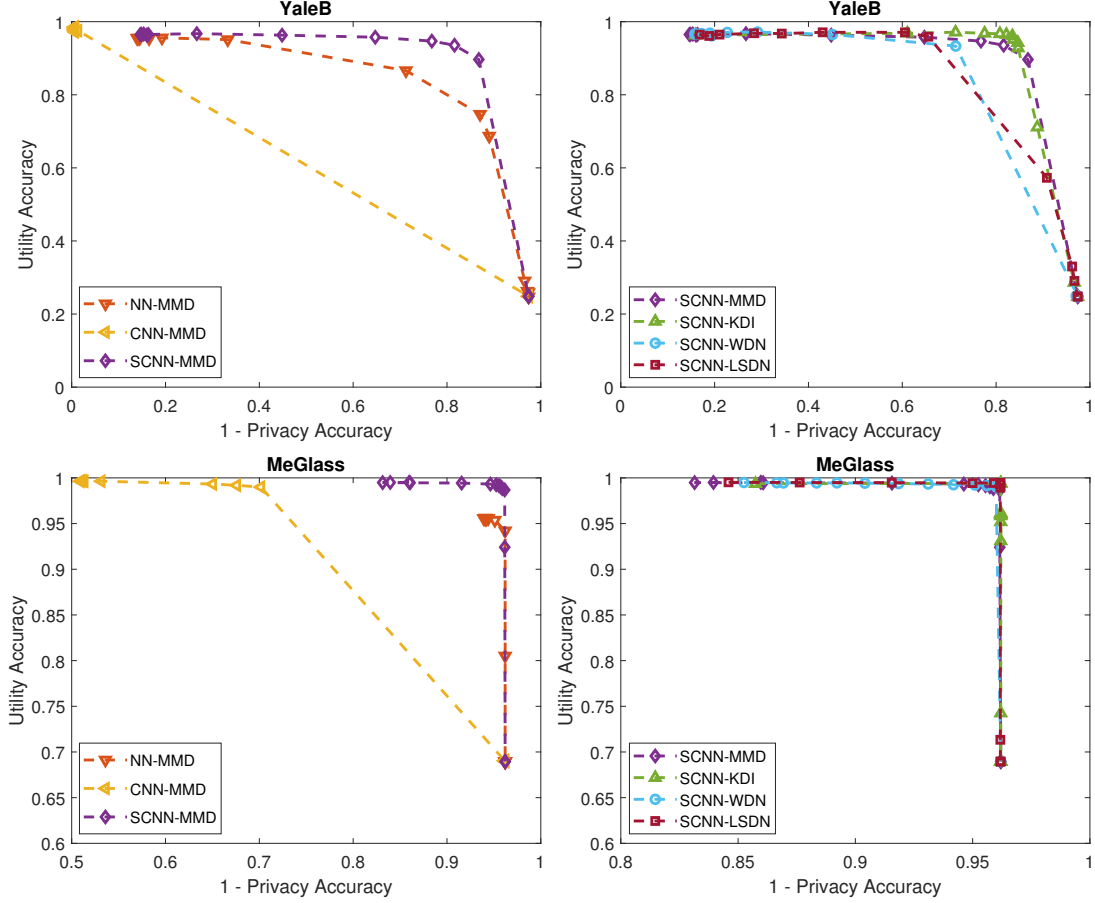 YaleB
1
0.8
0.6
0.4
0.2
0
Utility Accuracy
NN-MMD
CNN-MMD
SCNN-MMD
0 0.2 0.4 0.6 0.8 1
1 - Privacy Accuracy
YaleB
1
0.8
0.6
0.4
0.2
0
Utility Accuracy
SCNN-MMD
SCNN-KDI
SCNN-WDN
SCNN-LSDN
0 0.2 0.4 0.6 0.8 1
1 - Privacy Accuracy
MeGlass
1
0.95
0.9
0.85
0.8
0.75
0.7
0.65
0.6
Utility Accuracy
NN-MMD
CNN-MMD
SCNN-MMD
0.5 0.6 0.7 0.8 0.9 1
1 - Privacy Accuracy
MeGlass
1
0.95
0.9
0.85
0.8
0.75
0.7
0.65
0.6
Utility Accuracy
SCNN-MMD
SCNN-KDI
SCNN-WDN
SCNN-LSDN
0.8 0.85 0.9 0.95 1
1 - Privacy Accuracy